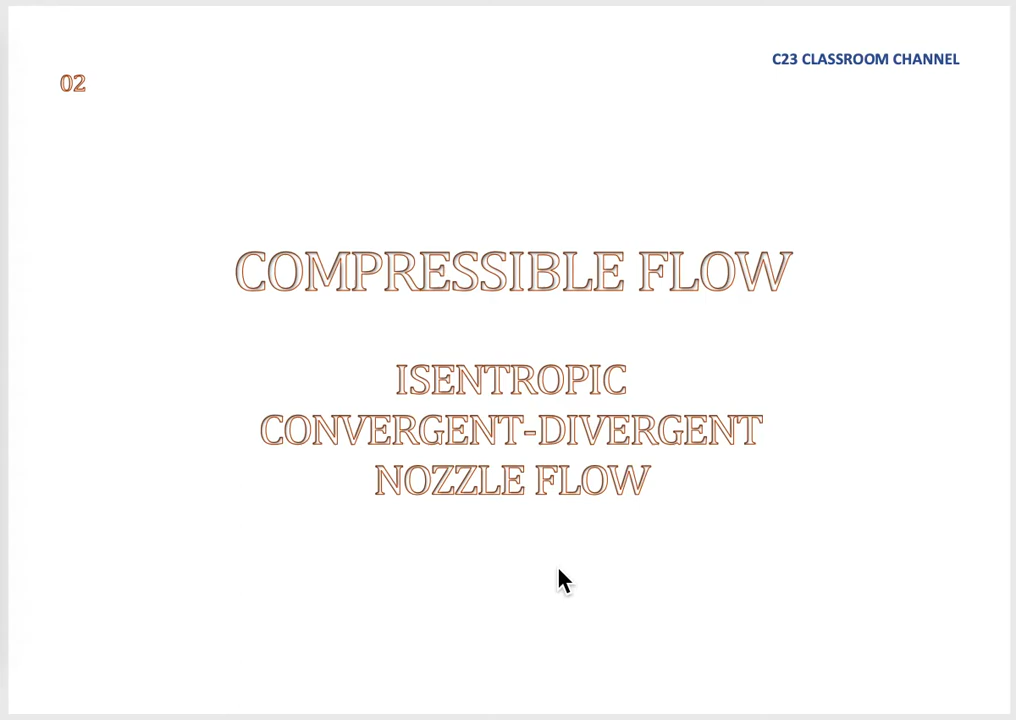 C23 CLASSROOM CHANNEL
02
COMPRESSIBLE FLOW
ISENTROPIC
CONVERGENT-DIVERGENT
NOZZLE FLOW